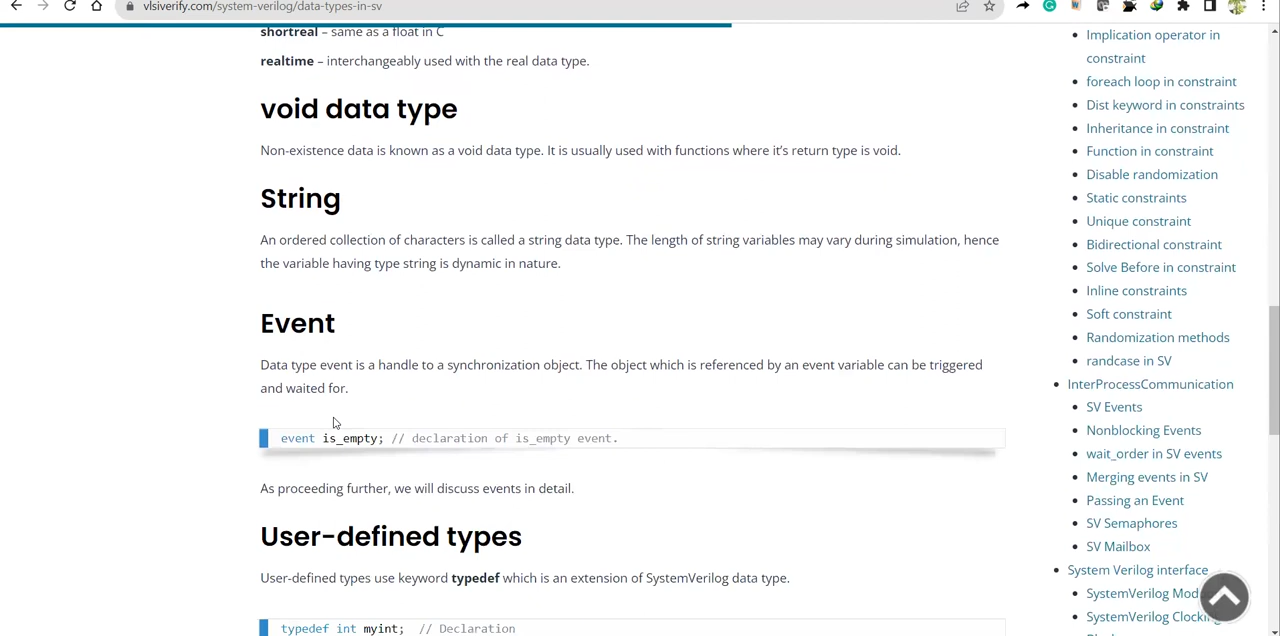 vlsiverify.com/system-verilog/data-types-in-sv
shortreal – same as a float in C
realtime – interchangeably used with the real data type.
void data type
Non-existence data is known as a void data type. It is usually used with functions where it's return type is void.
String
An ordered collection of characters is called a string data type. The length of string variables may vary during simulation, hence
the variable having type string is dynamic in nature.
Event
Data type event is a handle to a synchronization object. The object which is referenced by an event variable can be triggered
and waited for.
event is_empty; // declaration of is_empty event.
As proceeding further, we will discuss events in detail.
User-defined types
User-defined types use keyword typedef which is an extension of SystemVerilog data type.
typedef int myint; // Declaration
Implication operator in
constraint
foreach loop in constraint
Dist keyword in constraints
Inheritance in constraint
Function in constraint
Disable randomization
Static constraints
Unique constraint
Bidirectional constraint
Solve Before in constraint
Inline constraints
Soft constraint
Randomization methods
randcase in SV
InterProcessCommunication
SV Events
Nonblocking Events
wait_order in SV events
Merging events in SV
Passing an Event
SV Semaphores
SV Mailbox
System Verilog interface
SystemVerilog Mod
SystemVerilog Clocking